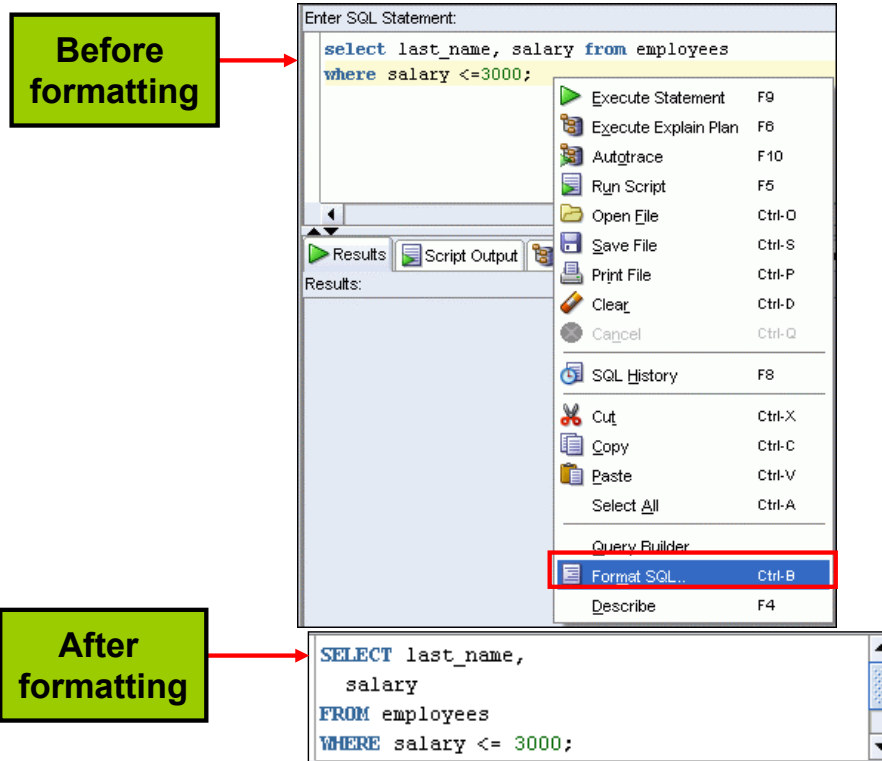 Before
formatting
Enter SQL Statement:
select last_name, salary from employees
where salary <=3000;
Execute Statement F9
Execute Explain Plan F6
Autotrace F10
Run Script F5
Open File Ctrl-O
Save File Ctrl-S
Print File Ctrl-P
Clear Ctrl-D
Cancel Ctrl-Q
SQL History F8
Cut Ctrl-X
Copy Ctrl-C
Paste Ctrl-V
Select All Ctrl-A
Query Builder
Format SQL.. Ctrl-B
Describe F4
Results Script Output
Results:
After
formatting
SELECT last_name,
salary
FROM employees
WHERE salary <= 3000;